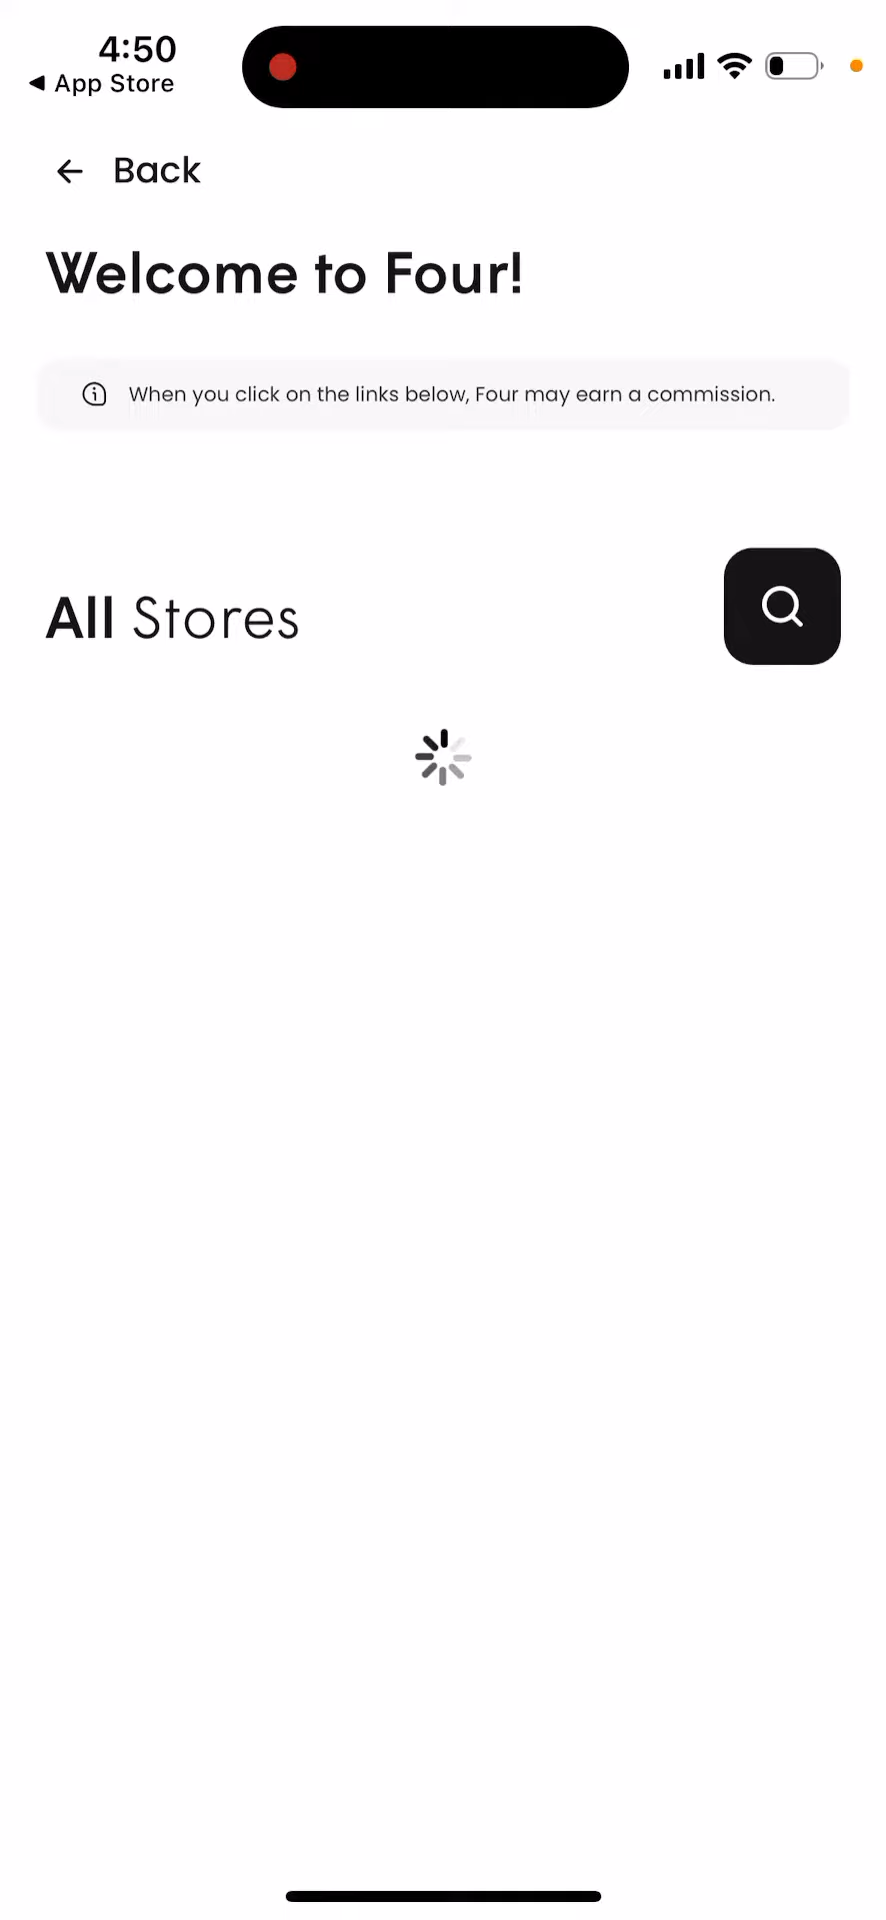 4:50
App Store
Back
Welcome to Four!
When you click on the links below, Four may earn a commission.
All Stores